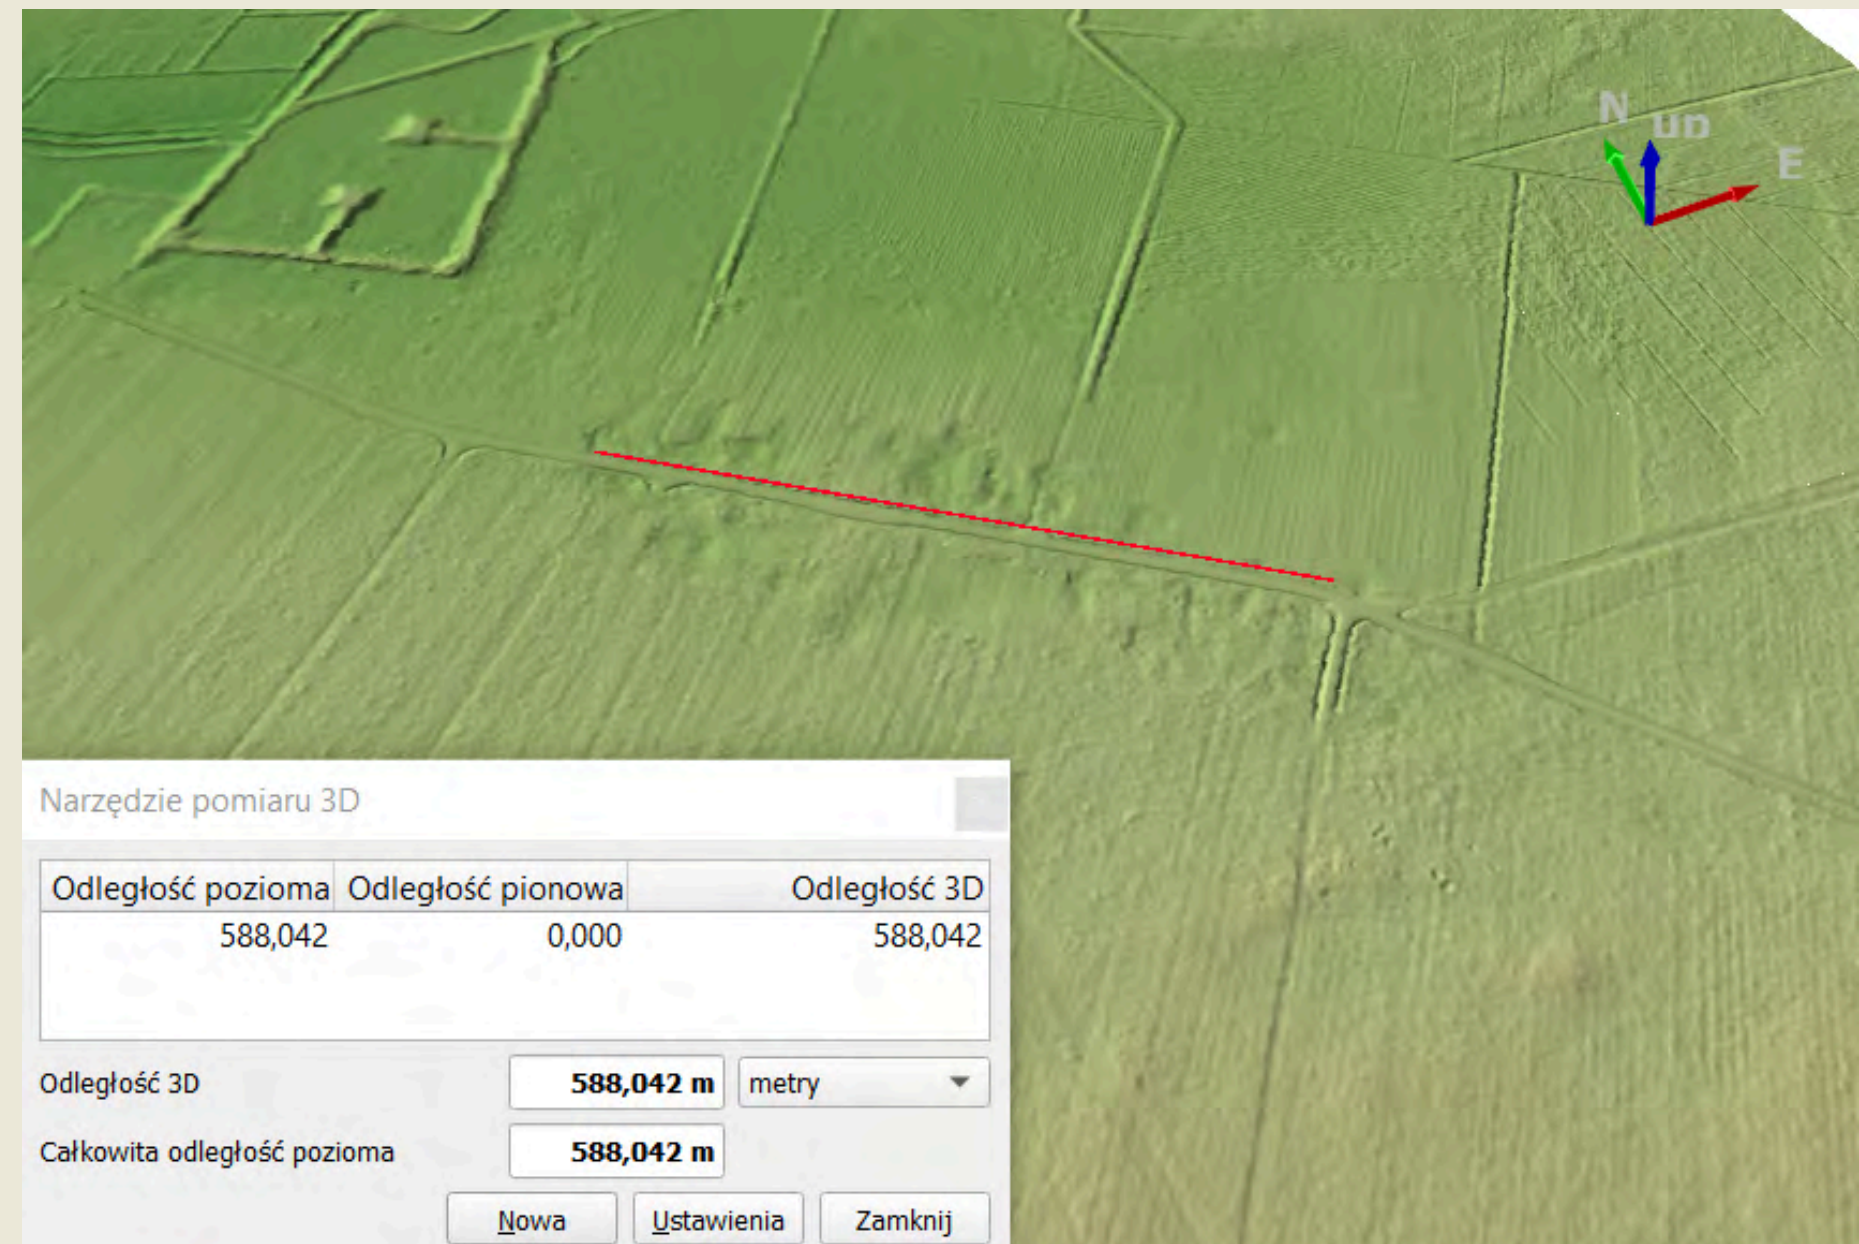 N
up
E
Narzędzie pomiaru 3D
Odległość pozioma Odległość pionowa Odległość 3D
588,042 0,000 588,042
Odległość 3D 588,042 m metry
Całkowita odległość pozioma 588,042 m
Nowa Ustawienia Zamknij